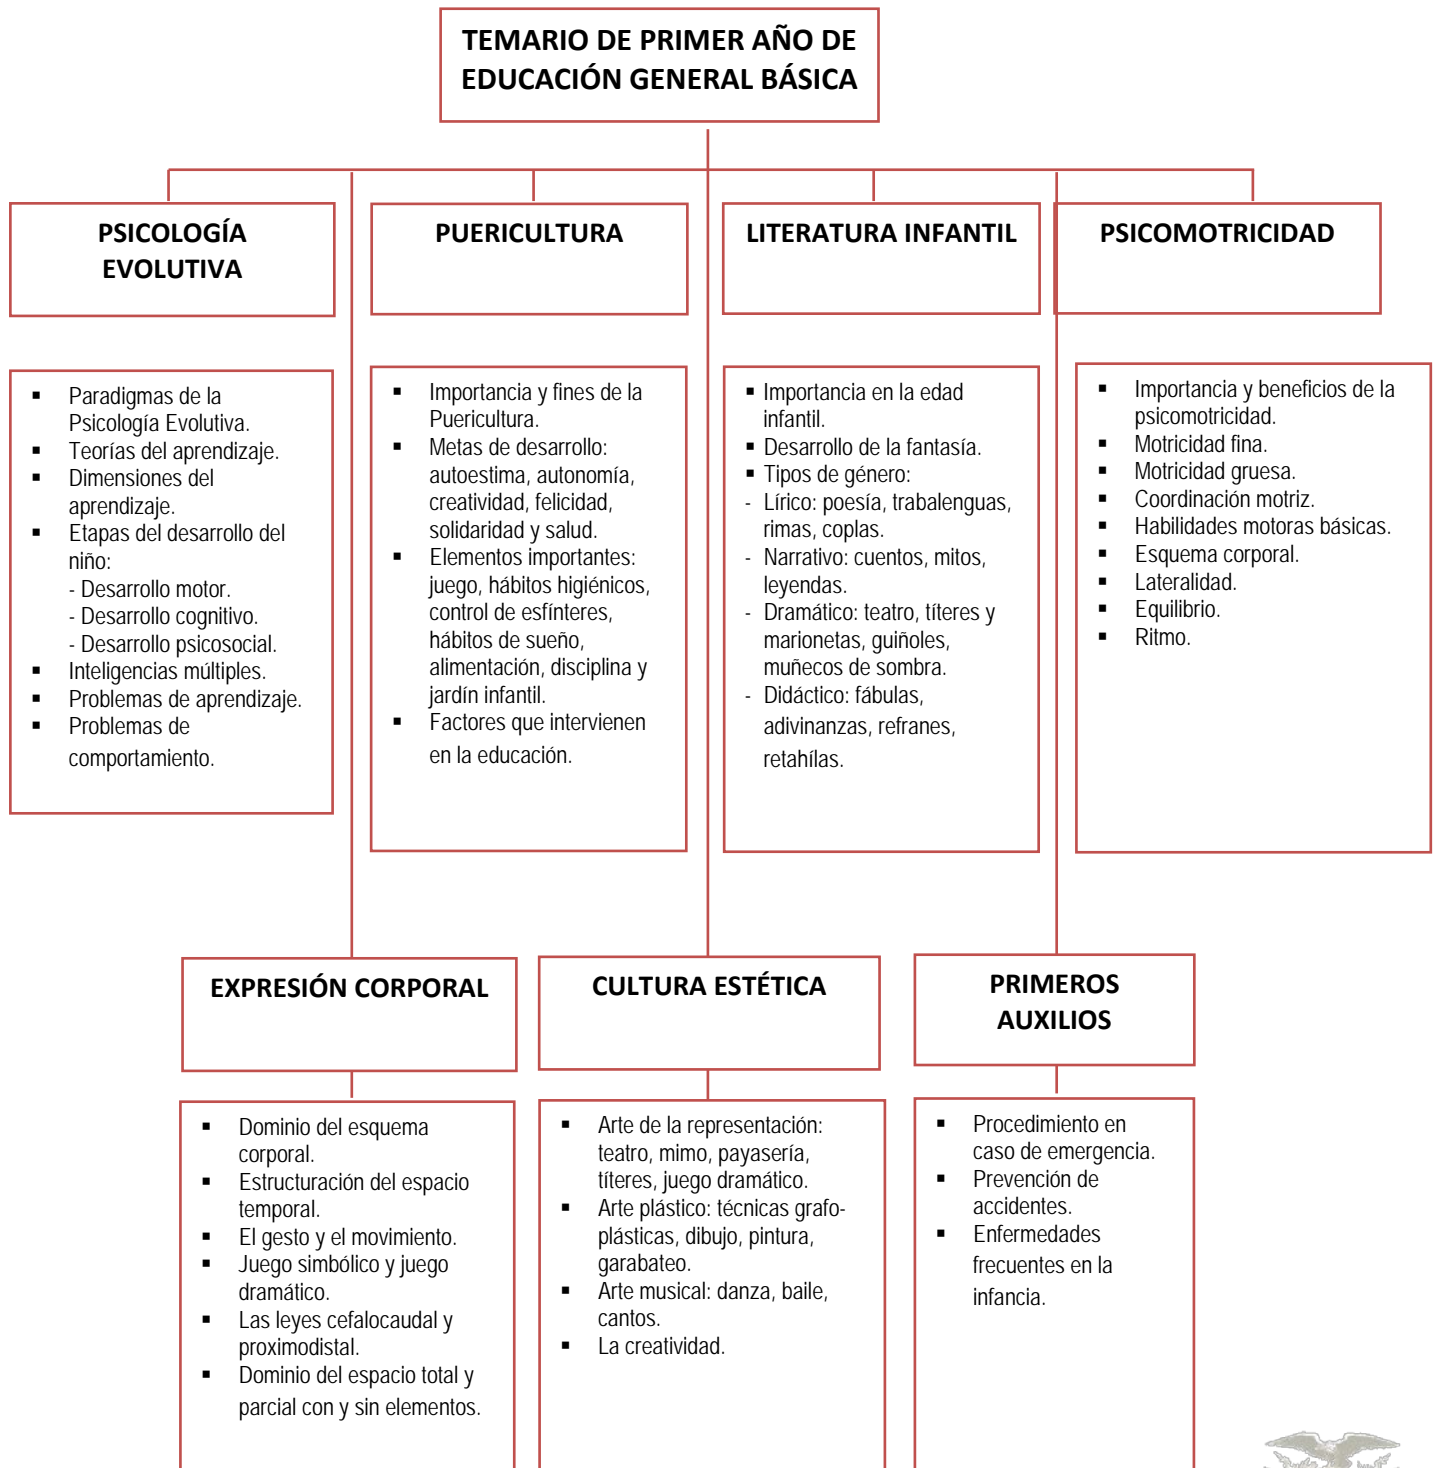 TEMARIO DE PRIMER AÑO DE
EDUCACIÓN GENERAL BÁSICA
PSICOLOGÍA
EVOLUTIVA
PUERICULTURA
LITERATURA INFANTIL
PSICOMOTRICIDAD
▪ Paradigmas de la
Psicología Evolutiva.
▪ Teorías del aprendizaje.
▪ Dimensiones del
aprendizaje.
▪ Etapas del desarrollo del
niño:
- Desarrollo motor.
- Desarrollo cognitivo.
- Desarrollo psicosocial.
▪ Inteligencias múltiples.
▪ Problemas de aprendizaje.
▪ Problemas de
comportamiento.
▪ Importancia y fines de la
Puericultura.
▪ Metas de desarrollo:
autoestima, autonomía,
creatividad, felicidad,
solidaridad y salud.
▪ Elementos importantes:
juego, hábitos higiénicos,
control de esfínteres,
hábitos de sueño,
alimentación, disciplina y
jardín infantil.
▪ Factores que intervienen
en la educación.
▪ Importancia en la edad
infantil.
▪ Desarrollo de la fantasía.
▪ Tipos de género:
- Lírico: poesía, trabalenguas,
rimas, coplas.
- Narrativo: cuentos, mitos,
leyendas.
- Dramático: teatro, títeres y
marionetas, guiñoles,
muñecos de sombra.
- Didáctico: fábulas,
adivinanzas, refranes,
retahílas.
▪ Importancia y beneficios de la
psicomotricidad.
▪ Motricidad fina.
▪ Motricidad gruesa.
▪ Coordinación motriz.
▪ Habilidades motoras básicas.
▪ Esquema corporal.
▪ Lateralidad.
▪ Equilibrio.
▪ Ritmo.
EXPRESIÓN CORPORAL
CULTURA ESTÉTICA
PRIMEROS
AUXILIOS
▪ Dominio del esquema
corporal.
▪ Estructuración del espacio
temporal.
▪ El gesto y el movimiento.
▪ Juego simbólico y juego
dramático.
▪ Las leyes cefalocaudal y
proximodistal.
▪ Dominio del espacio total y
parcial con y sin elementos.
▪ Arte de la representación:
teatro, mimo, payasería,
títeres, juego dramático.
▪ Arte plástico: técnicas grafo-
plásticas, dibujo, pintura,
garabateo.
▪ Arte musical: danza, baile,
cantos.
▪ La creatividad.
▪ Procedimiento en
caso de emergencia.
▪ Prevención de
accidentes.
▪ Enfermedades
frecuentes en la
infancia.